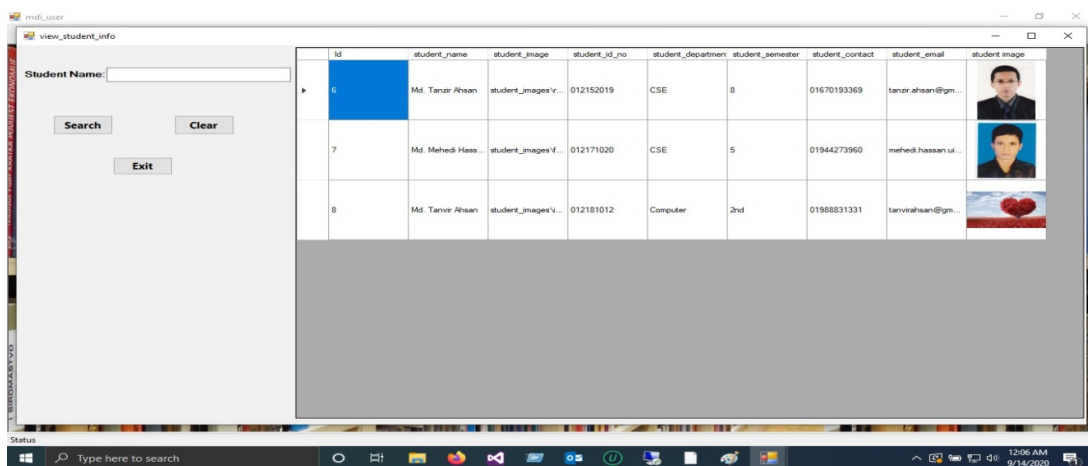 mdi_user
view_student_info
Student Name:
Search Clear
Exit
Id student_name student_image student_id_no student_departmen student_semester student_contact student_email student image
6 Md. Tanzir Ahsan student_images\r... 012152019 CSE 8 01670193369 tanzir.ahsan@gm...
7 Md. Mehedi Hass... student_images\f... 012171020 CSE 5 01944273960 mehedi.hassan.ui...
8 Md. Tanvir Ahsan student_images\i... 012181012 Computer 2nd 01988831331 tanvirahsan@gm...
Status
Type here to search
12:06 AM
9/14/2020